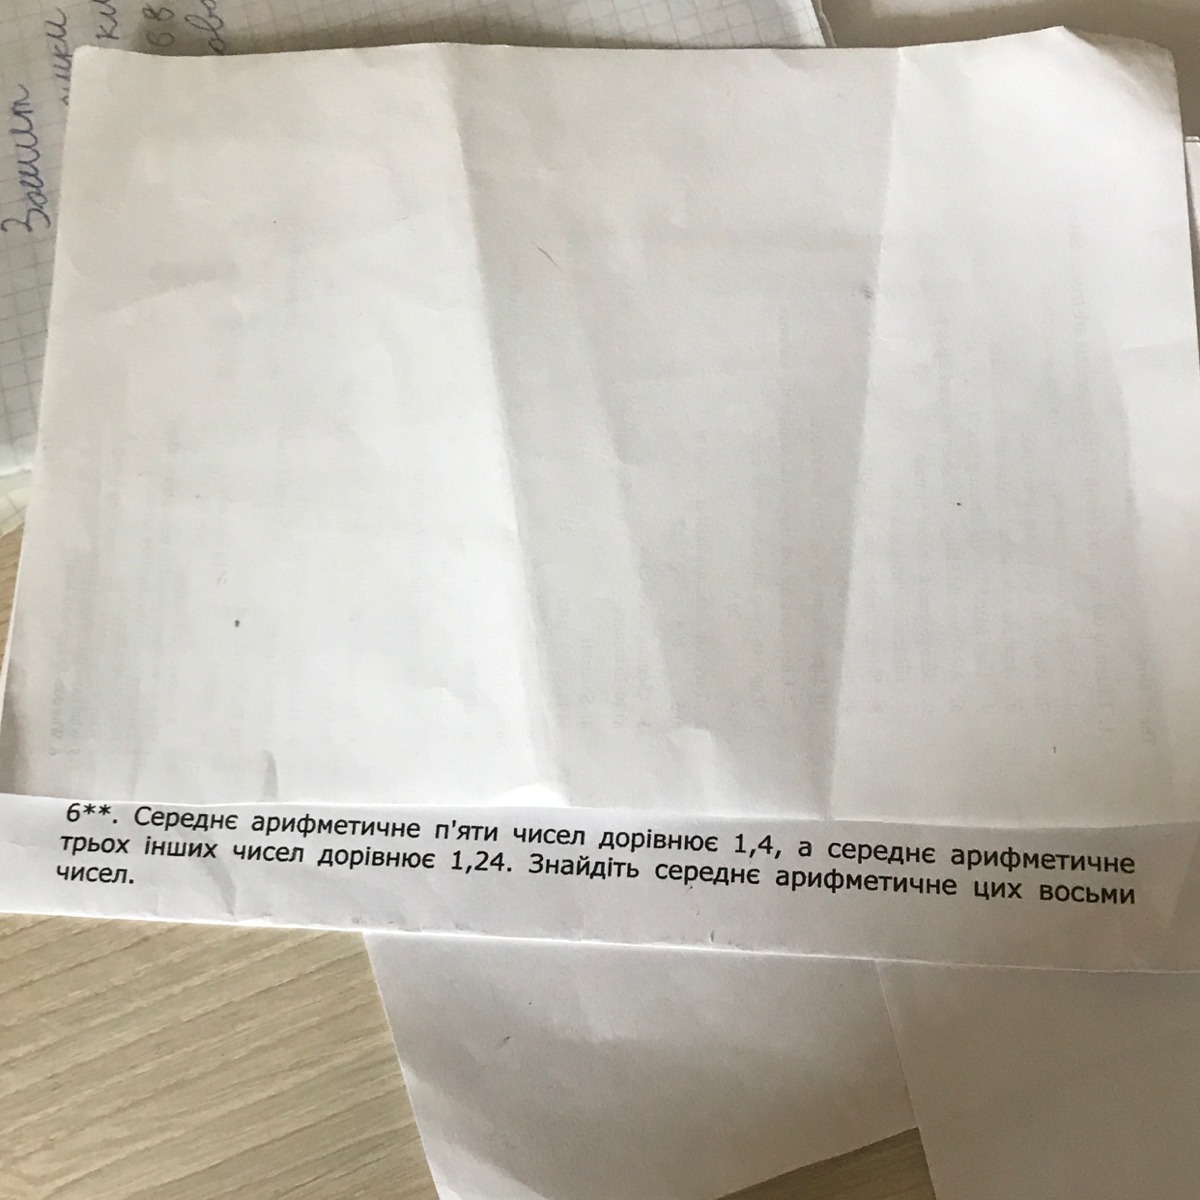 6**. Середнє арифметичне п'яти чисел дорівнює 1,4, а середнє арифметичне
трьох інших чисел дорівнює 1,24. Знайдіть середнє арифметичне цих восьми
чисел.
Зошит